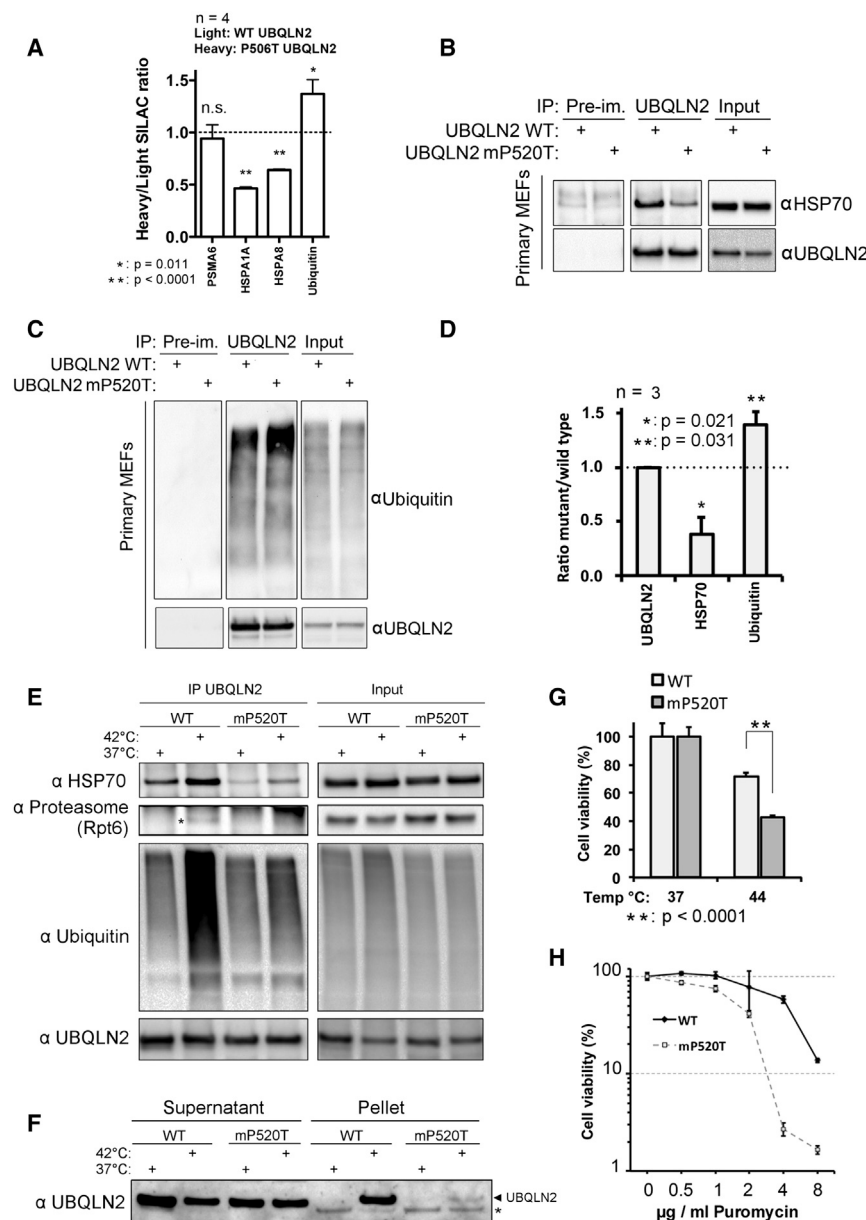 A
n = 4
Light: WT UBQLN2
Heavy: P506T UBQLN2
Heavy/Light SILAC ratio
1.5
1.0
0.5
0.0
n.s.
**
**
*
PSMA6
HSPA1A
HSPA8
Ubiquitin
*: p = 0.011
**: p < 0.0001
B
IP: Pre-im. UBQLN2 Input
UBQLN2 WT: + + +
UBQLN2 mP520T: + + +
Primary MEFs
αHSP70
αUBQLN2
C
IP: Pre-im. UBQLN2 Input
UBQLN2 WT: + + +
UBQLN2 mP520T: + + +
Primary MEFs
αUbiquitin
αUBQLN2
D
n = 3
*: p = 0.021
**: p = 0.031
**
*
Ratio mutant/wild type
1.5
1.0
0.5
0.0
UBQLN2
HSP70
Ubiquitin
E
IP UBQLN2 Input
WT mP520T WT mP520T
42°C: + + + +
37°C: + + + +
α HSP70
α Proteasome
(Rpt6)
*
α Ubiquitin
α UBQLN2
F
Supernatant Pellet
WT mP520T WT mP520T
42°C: + + + +
37°C: + + + +
α UBQLN2
◄ UBQLN2
*
G
WT
mP520T
**
Cell viability (%)
100
80
60
40
20
0
Temp °C: 37 44
**: p < 0.0001
H
Cell viability (%)
100
10
1
WT
mP520T
0 0.5 1 2 4 8
µg / ml Puromycin